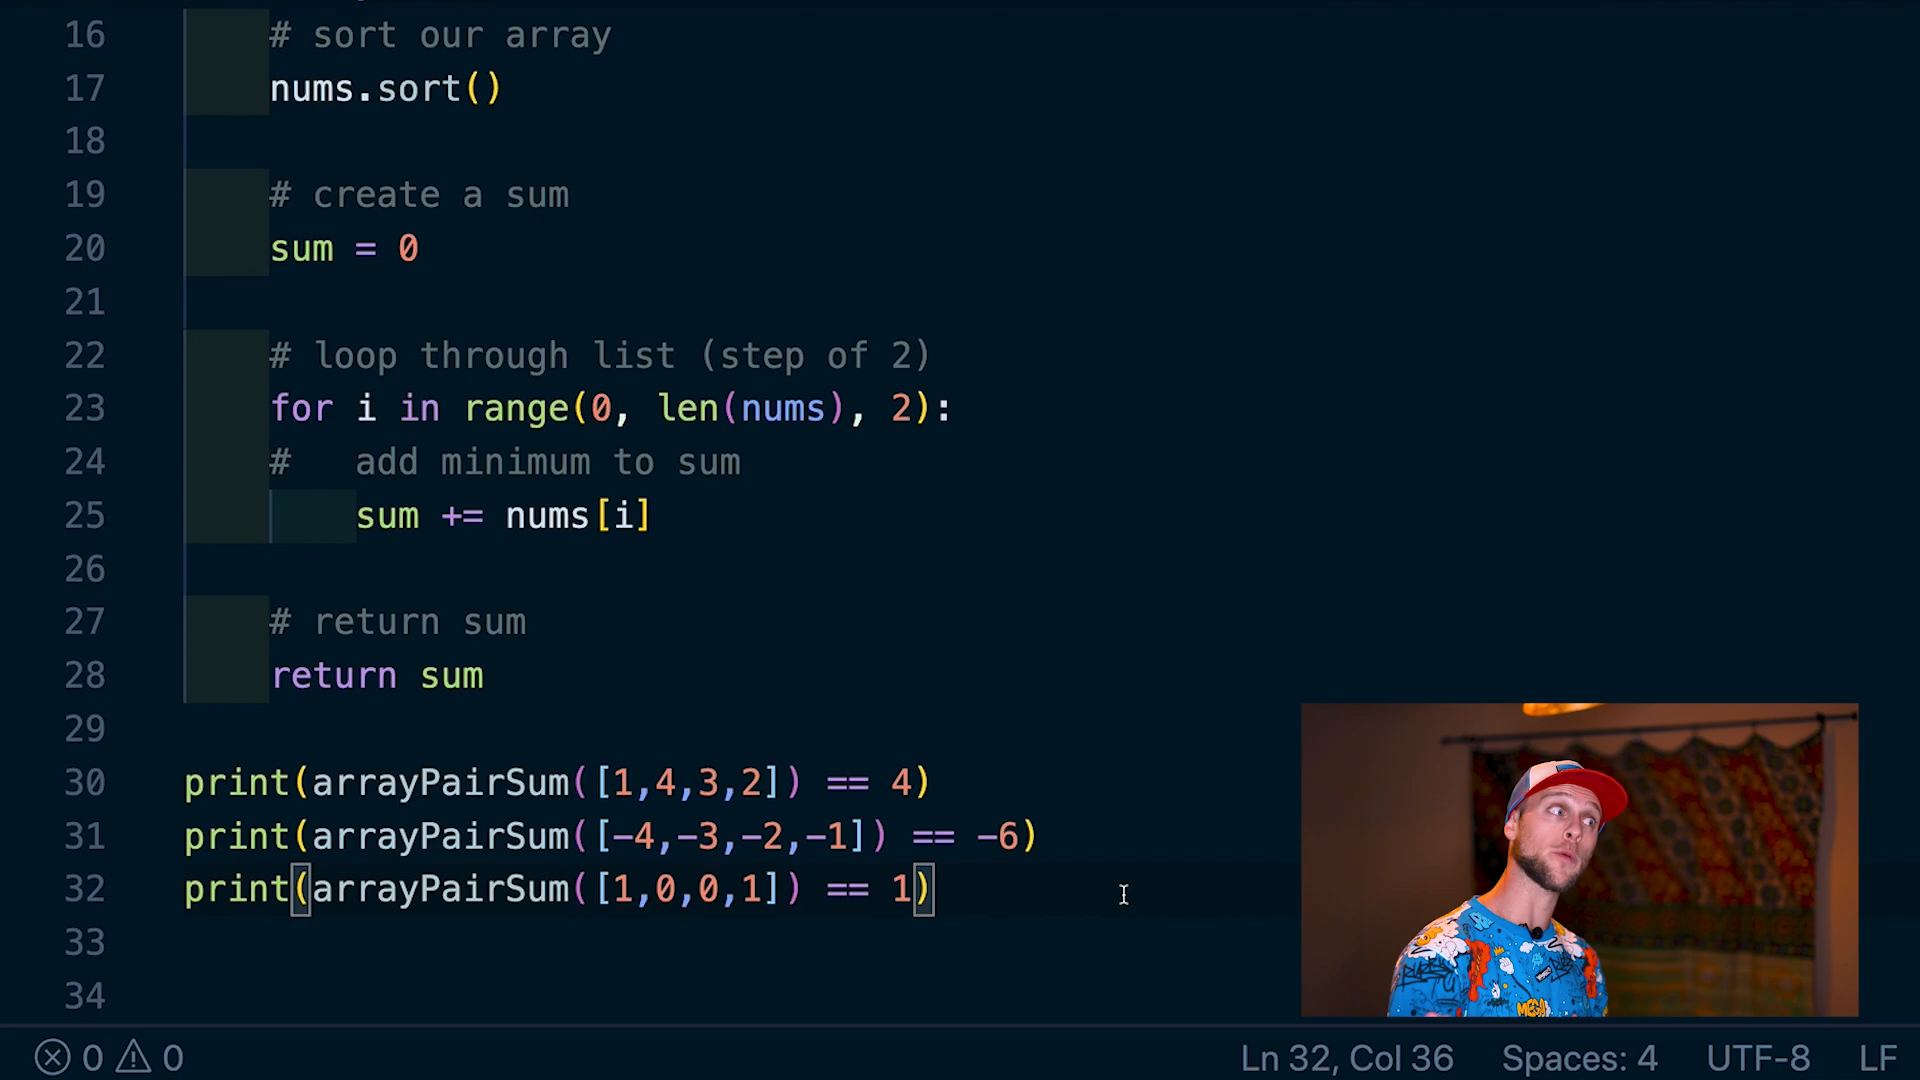 16 # sort our array
17 nums.sort()
18
19 # create a sum
20 sum = 0
21
22 # loop through list (step of 2)
23 for i in range(0, len(nums), 2):
24 #   add minimum to sum
25 sum += nums[i]
26
27 # return sum
28 return sum
29
30 print(arrayPairSum([1,4,3,2]) == 4)
31 print(arrayPairSum([-4,-3,-2,-1]) == -6)
32 print(arrayPairSum([1,0,0,1]) == 1)
33
34
0 0 Ln 32, Col 36 Spaces: 4 UTF-8 LF